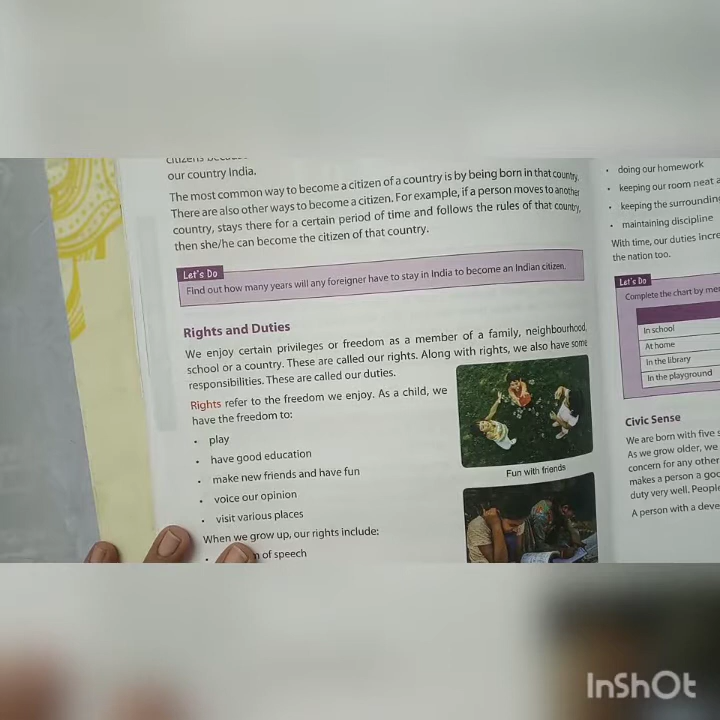 our country India.
The most common way to become a citizen of a country is by being born in that country.
There are also other ways to become a citizen. For example, if a person moves to another
country, stays there for a certain period of time and follows the rules of that country,
then she/he can become the citizen of that country.
Let's Do
Find out how many years will any foreigner have to stay in India to become an Indian citizen.
Rights and Duties
We enjoy certain privileges or freedom as a member of a family, neighbourhood,
school or a country. These are called our rights. Along with rights, we also have some
responsibilities. These are called our duties.
Rights refer to the freedom we enjoy. As a child, we
have the freedom to:
• play
• have good education
• make new friends and have fun
• voice our opinion
• visit various places
When we grow up, our rights include:
• of speech
Fun with friends
• doing our homework
• keeping our room neat
• keeping the
• maintaining discipline
With time, our duties
the nation too.
Let's Do
Complete the chart by
In school
At home
In the library
In the playground
Civic Sense
We are born with five
As we grow older, we
concern for any other
makes a person a
duty very well.
A person with a
InShOt